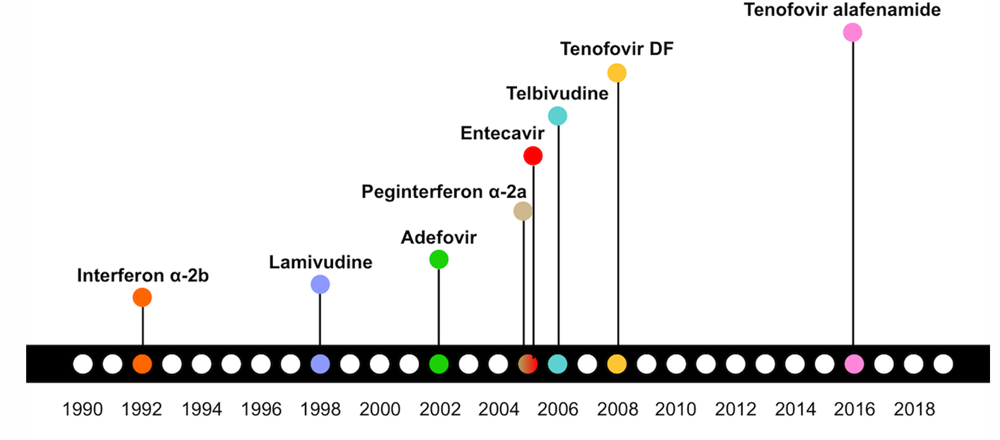 Tenofovir alafenamide
Tenofovir DF
Telbivudine
Entecavir
Peginterferon α-2a
Adefovir
Lamivudine
Interferon α-2b
1990 1992 1994 1996 1998 2000 2002 2004 2006 2008 2010 2012 2014 2016 2018